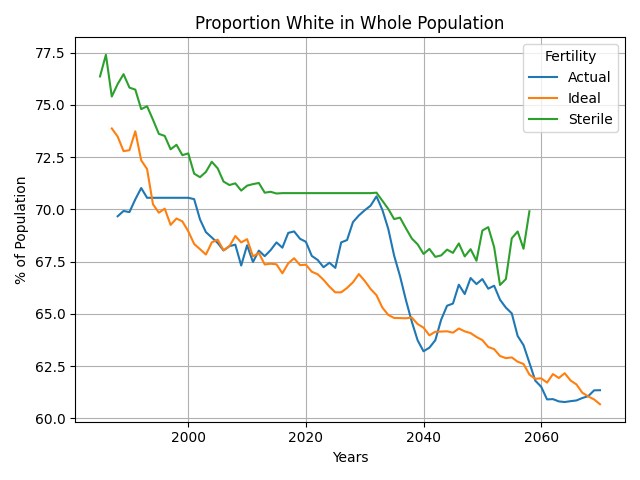 Proportion White in Whole Population
Fertility
Actual
Ideal
Sterile
77.5
75.0
72.5
70.0
67.5
65.0
62.5
60.0
% of Population
2000
2020
2040
2060
Years